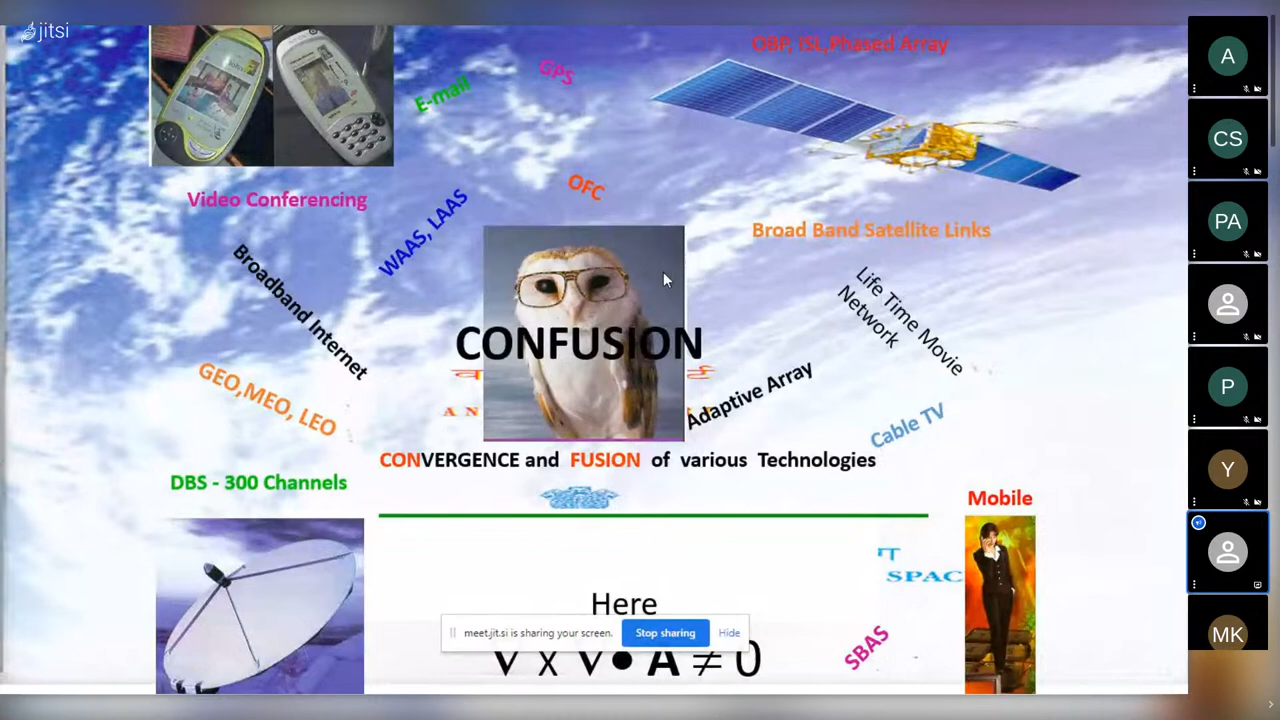 jitsi
OBP, ISL,Phased Array
GPS
E-mail
Video Conferencing
OFC
WAAS, LAAS
Broad Band Satellite Links
Broadband Internet
Life Time Movie
Network
CONFUSION
GEO,MEO, LEO
Adaptive Array
Cable TV
CONVERGENCE and FUSION of various Technologies
DBS - 300 Channels
Mobile
SPAC
Here
meet.jit.si is sharing your screen. Stop sharing Hide
SBAS
A
CS
PA
P
Y
MK